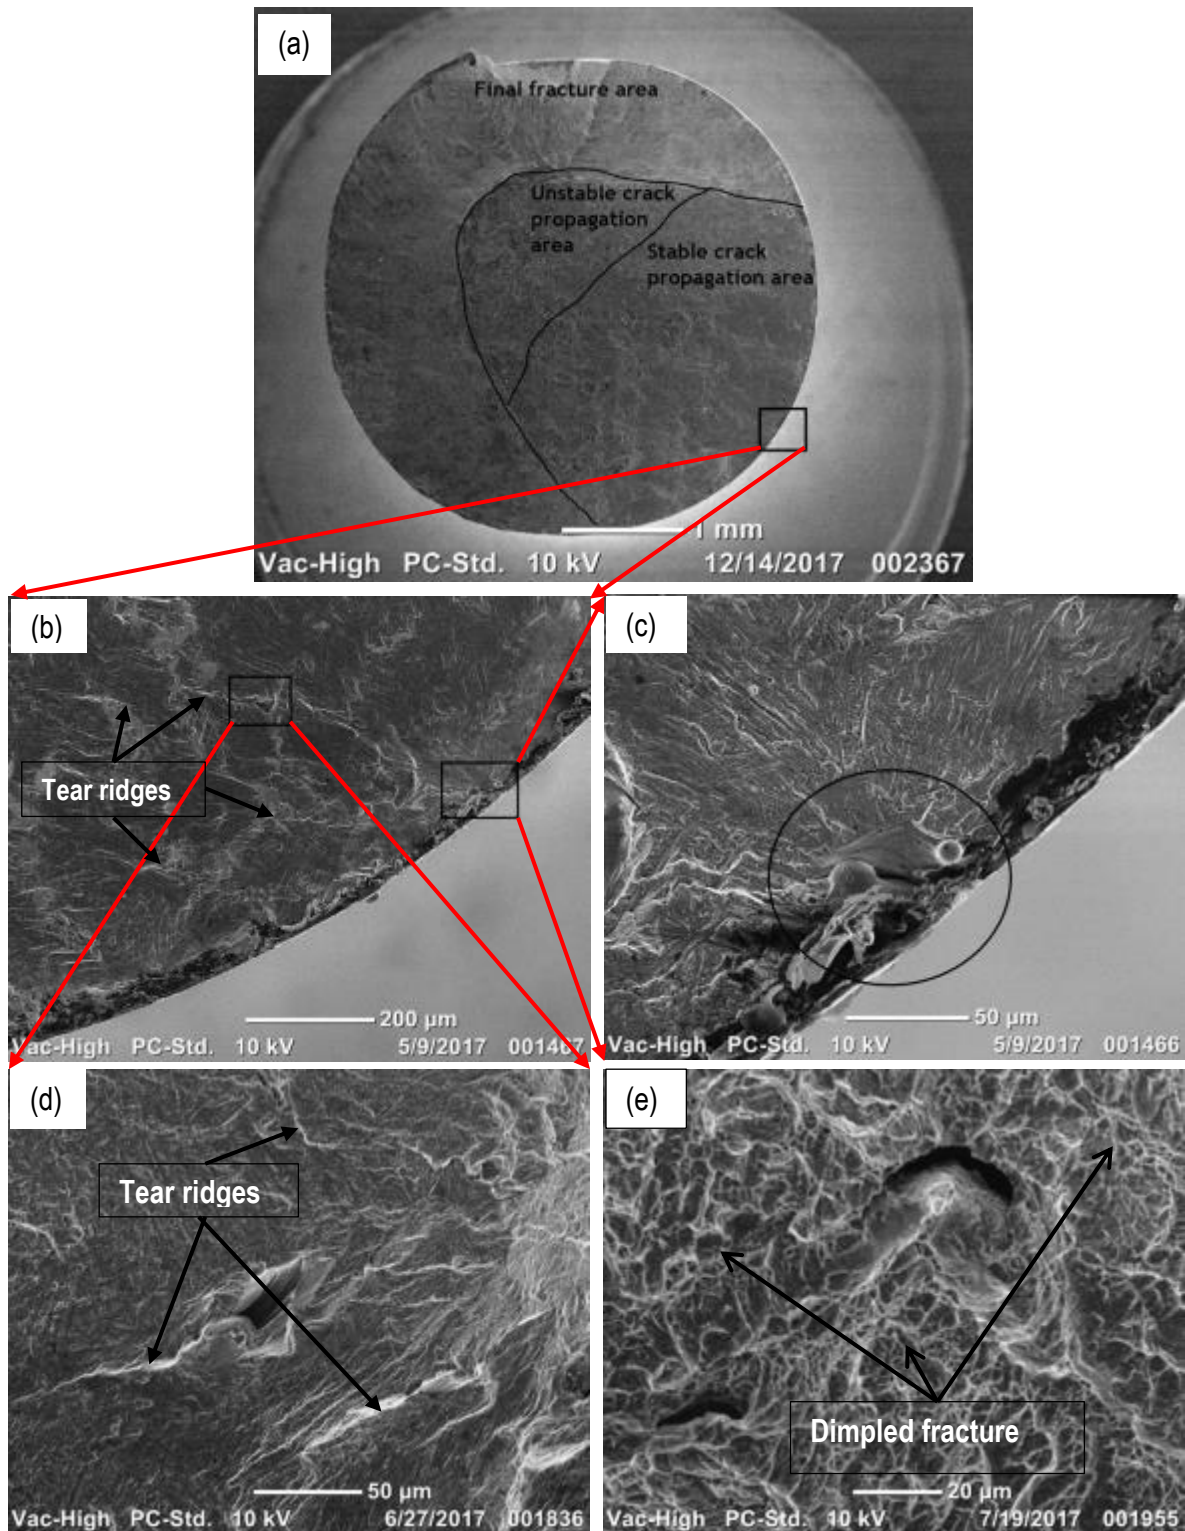 (a)
Final fracture area
Unstable crack
propagation
area
Stable crack
propagation area
1 mm
Vac-High PC-Std. 10 kV 12/14/2017 002367
(b)
Tear ridges
200 µm
Vac-High PC-Std. 10 kV 5/9/2017 001467
(c)
50 µm
Vac-High PC-Std. 10 kV 5/9/2017 001466
(d)
Tear ridges
50 µm
Vac-High PC-Std. 10 kV 6/27/2017 001836
(e)
Dimpled fracture
20 µm
Vac-High PC-Std. 10 kV 7/19/2017 001955